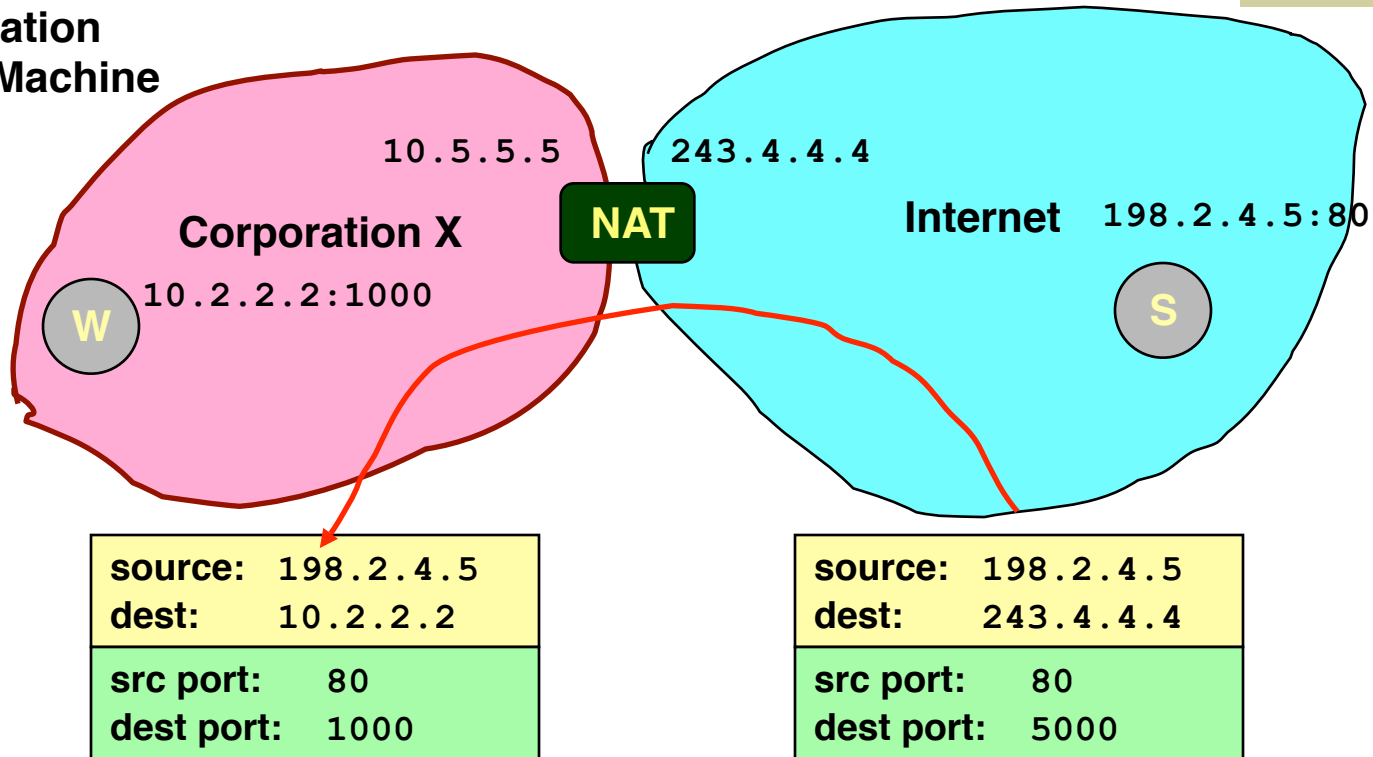 ation
Machine
10.5.5.5
243.4.4.4
Corporation X
NAT
Internet
198.2.4.5:80
W
10.2.2.2:1000
S
source: 198.2.4.5
dest: 10.2.2.2
src port: 80
dest port: 1000
source: 198.2.4.5
dest: 243.4.4.4
src port: 80
dest port: 5000